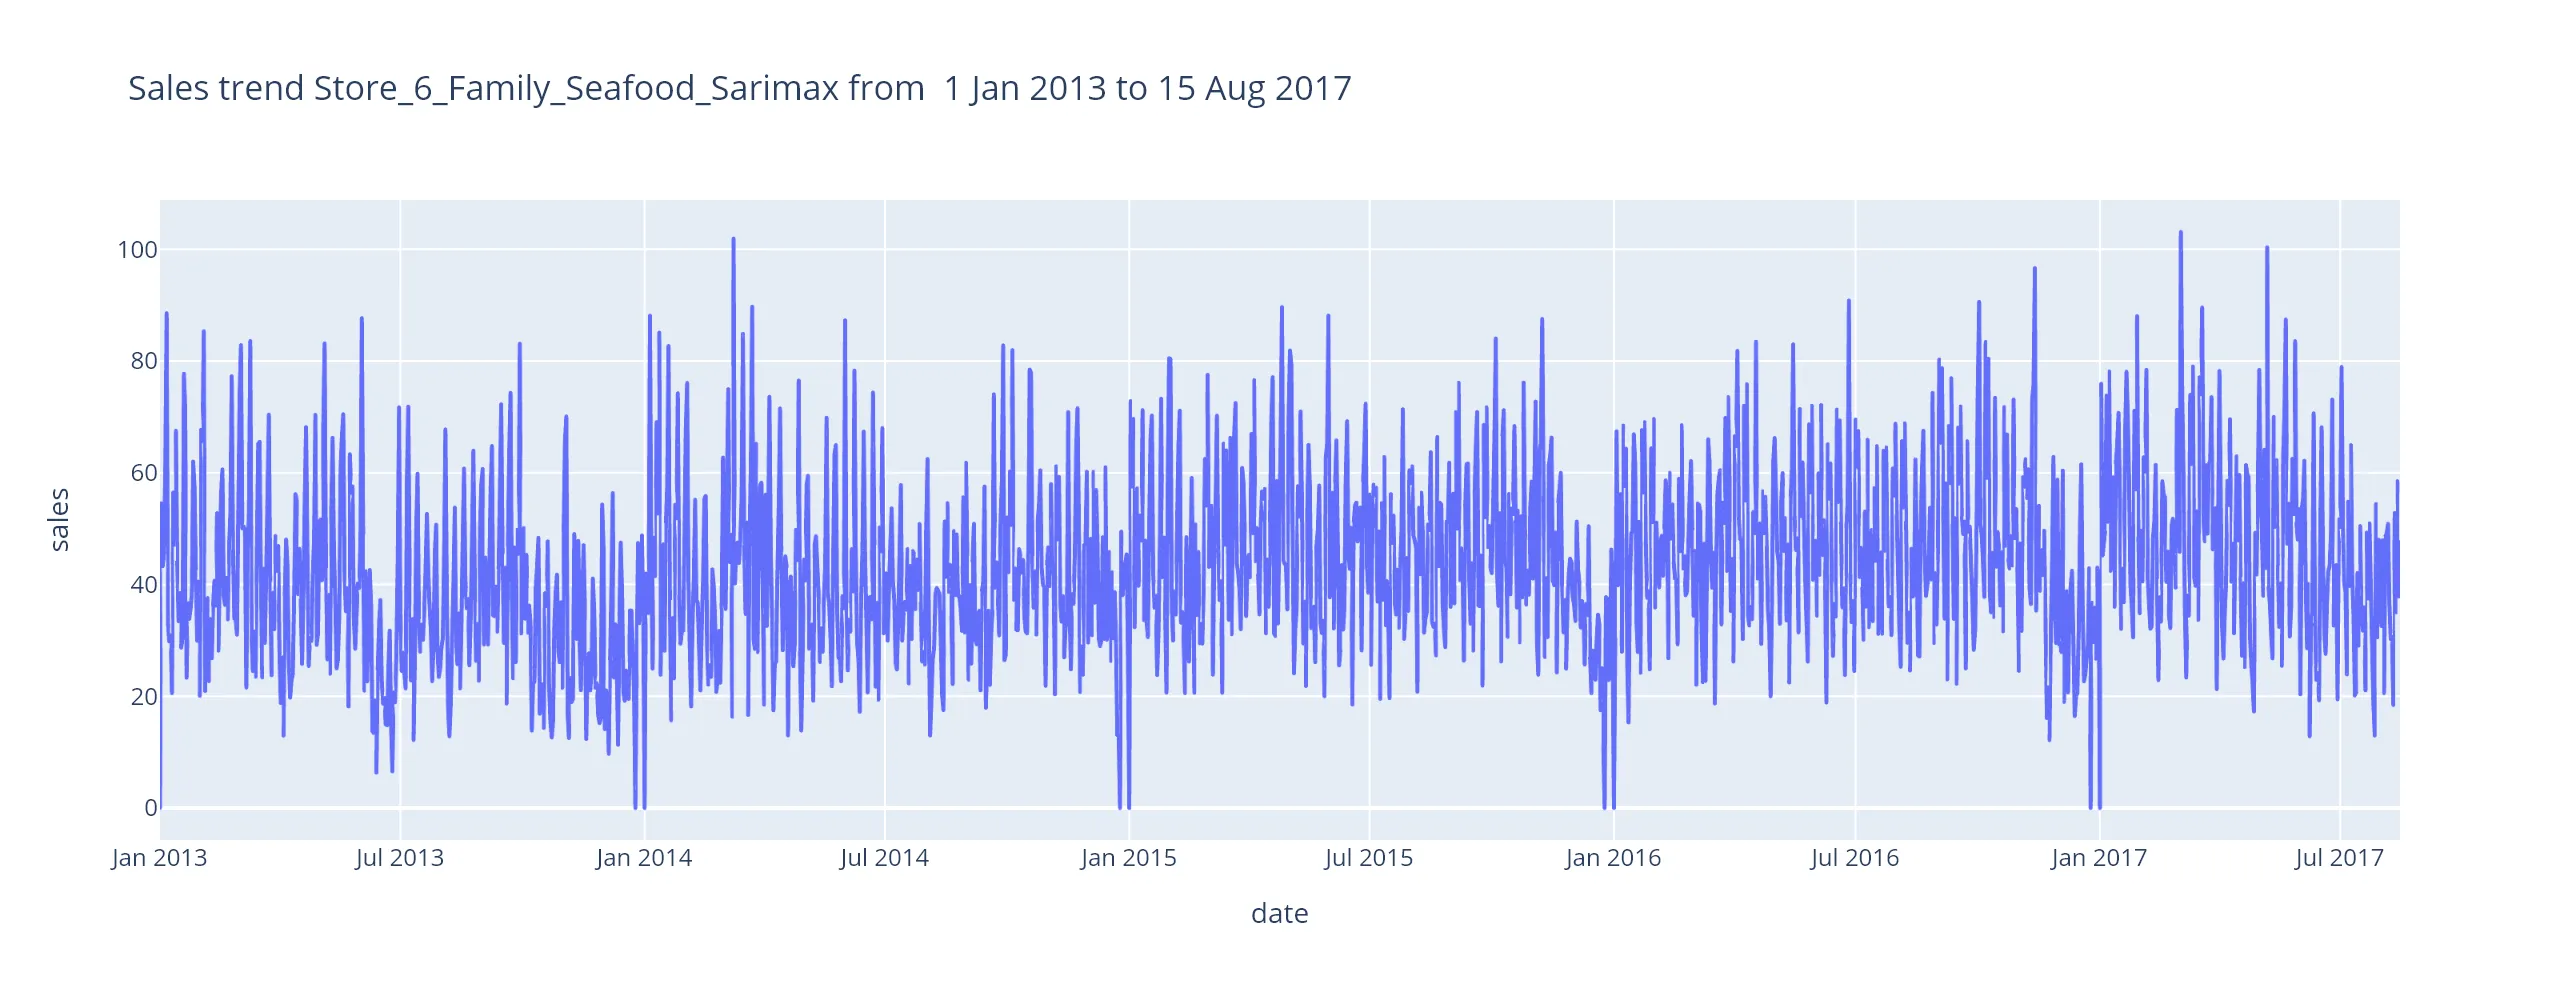 Sales trend Store_6_Family_Seafood_Sarimax from  1 Jan 2013 to 15 Aug 2017
sales
100
80
60
40
20
0
Jan 2013 Jul 2013 Jan 2014 Jul 2014 Jan 2015 Jul 2015 Jan 2016 Jul 2016 Jan 2017 Jul 2017
date